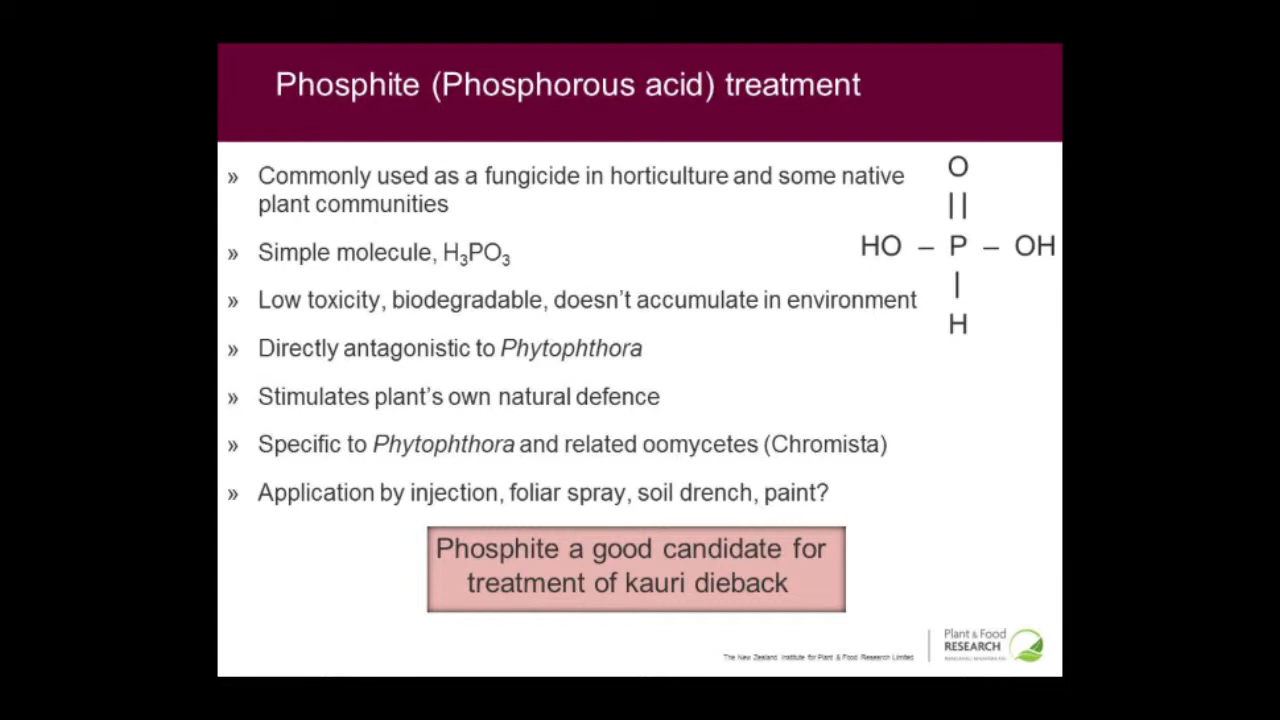 Phosphite (Phosphorous acid) treatment
» Commonly used as a fungicide in horticulture and some native
plant communities
» Simple molecule, H₃PO₃
» Low toxicity, biodegradable, doesn't accumulate in environment
» Directly antagonistic to Phytophthora
» Stimulates plant's own natural defence
» Specific to Phytophthora and related oomycetes (Chromista)
» Application by injection, foliar spray, soil drench, paint?
O
||
HO – P – OH
|
H
Phosphite a good candidate for
treatment of kauri dieback
The New Zealand Institute for Plant & Food Research Limited
Plant & Food
RESEARCH